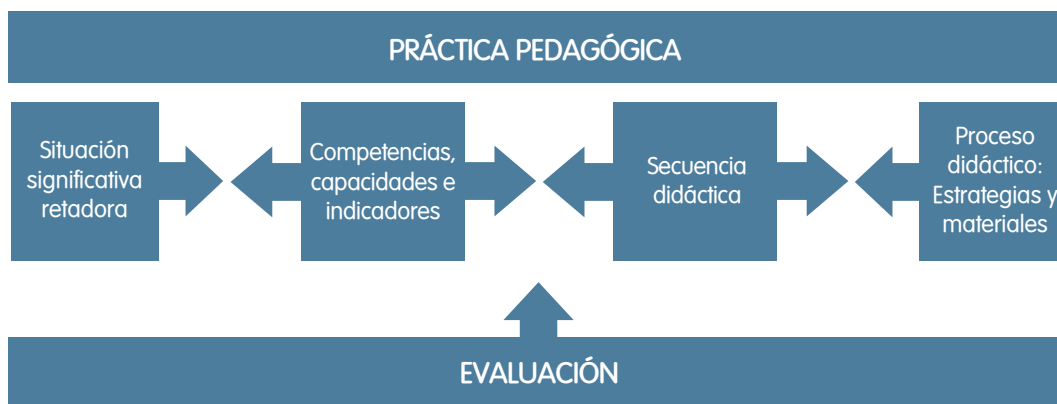 PRÁCTICA PEDAGÓGICA
Situación
significativa
retadora
Competencias,
capacidades e
indicadores
Secuencia
didáctica
Proceso
didáctico:
Estrategias y
materiales
EVALUACIÓN